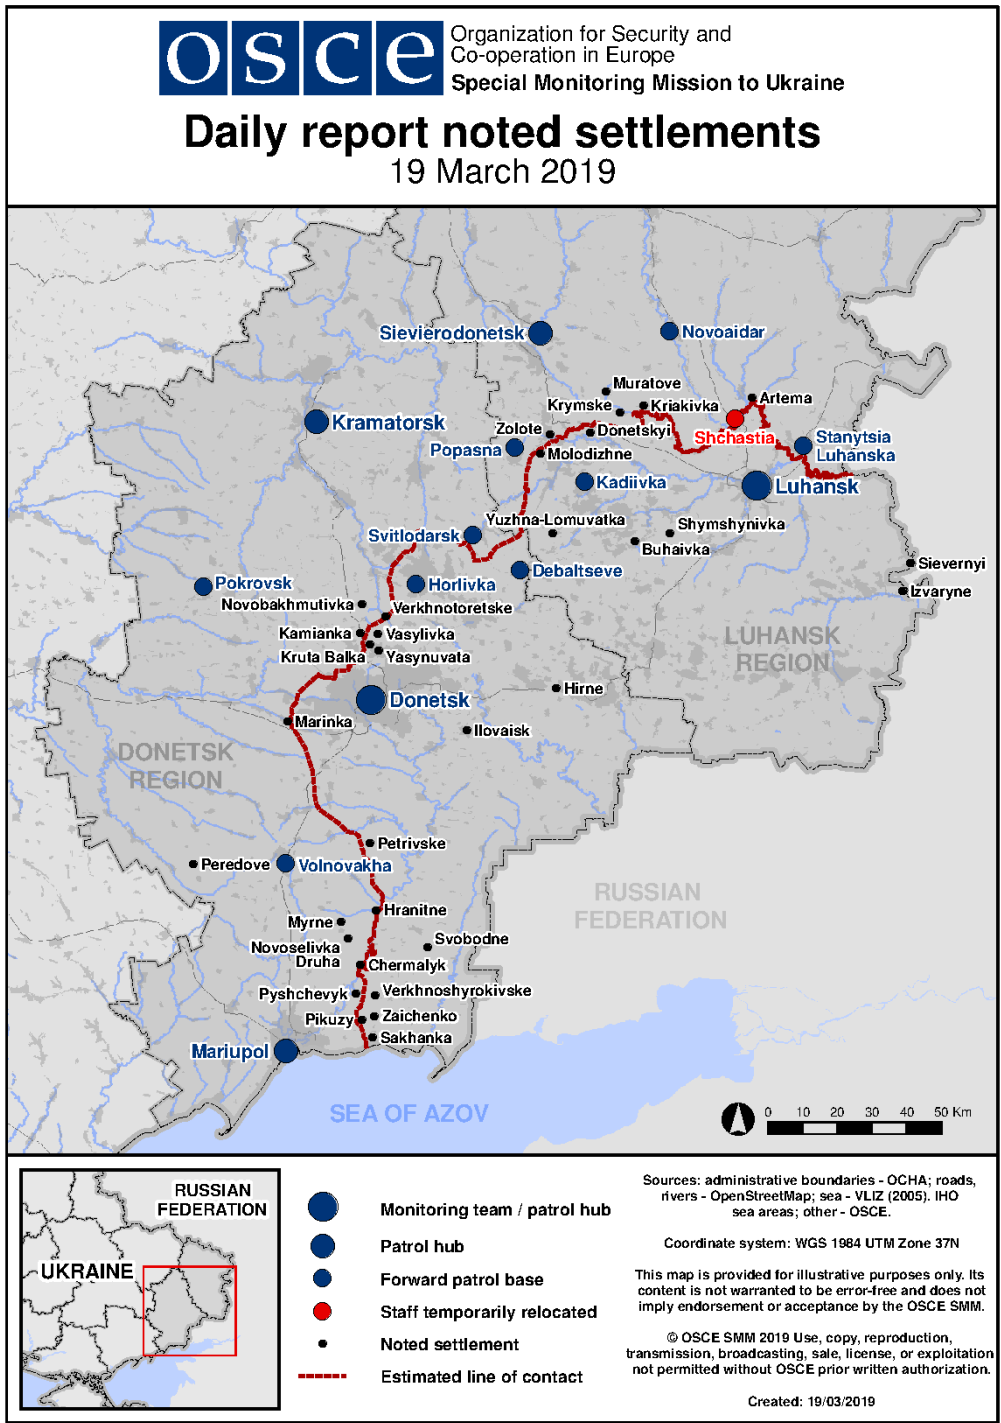 osce
Organization for Security and
Co-operation in Europe
Special Monitoring Mission to Ukraine
Daily report noted settlements
19 March 2019
Sievierodonetsk
Novoaidar
Muratove
Artema
Krymske
Kriakivka
Kramatorsk
Zolote
Donetskyi
Shchastia
Stanytsia
Luhanska
Popasna
Molodizhne
Kadiivka
Luhansk
Yuzhna-Lomuvatka
Shymshynivka
Svitlodarsk
Buhaivka
Sievernyi
Debaltseve
Pokrovsk
Horlivka
Izvaryne
Novobakhmutivka
Verkhnotoretske
Kamianka
Vasylivka
LUHANSK
REGION
Kruta Balka
Yasynuvata
Hirne
Donetsk
Marinka
Ilovaisk
DONETSK
REGION
Petrivske
Peredove
Volnovakha
RUSSIAN
FEDERATION
Hranitne
Myrne
Svobodne
Novoselivka
Druha
Chermalyk
Pyshchevyk
Verkhnoshyrokivske
Pikuzy
Zaichenko
Sakhanka
Mariupol
SEA OF AZOV
0 10 20 30 40 50 Km
RUSSIAN
FEDERATION
UKRAINE
Monitoring team / patrol hub
Patrol hub
Forward patrol base
Staff temporarily relocated
Noted settlement
Estimated line of contact
Sources: administrative boundaries - OCHA; roads,
rivers - OpenStreetMap; sea - VLIZ (2005). IHO
sea areas; other - OSCE.
Coordinate system: WGS 1984 UTM Zone 37N
This map is provided for illustrative purposes only. Its
content is not warranted to be error-free and does not
imply endorsement or acceptance by the OSCE SMM.
© OSCE SMM 2019 Use, copy, reproduction,
transmission, broadcasting, sale, license, or exploitation
not permitted without OSCE prior written authorization.
Created: 19/03/2019